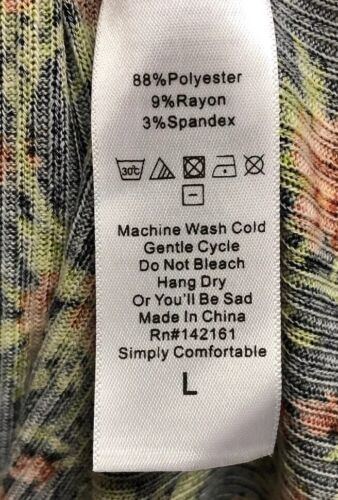 88%Polyester
9%Rayon
3%Spandex
30℃
Machine Wash Cold
Gentle Cycle
Do Not Bleach
Hang Dry
Or You'll Be Sad
Made In China
Rn#142161
Simply Comfortable
L